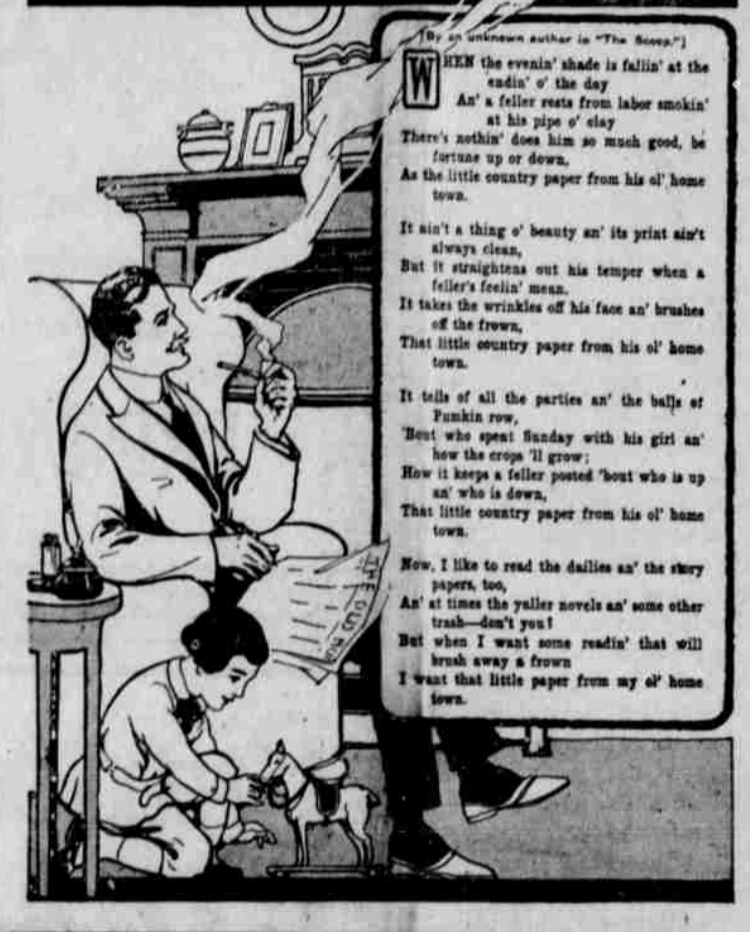 [By an unknown author in "The Scoop."]
WHEN the evenin' shade is fallin' at the
endin' o' the day
An' a feller rests from labor smokin'
at his pipe o' clay
There's nothin' does him so much good, be
fortune up or down,
As the little country paper from his ol' home
town.
It ain't a thing o' beauty an' its print ain't
always clean,
But it straightens out his temper when a
feller's feelin' mean.
It takes the wrinkles off his face an' brushes
off the frown,
That little country paper from his ol' home
town.
It tells of all the parties an' the balls of
Pumkin row,
'Bout who spent Sunday with his girl an'
how the crops 'll grow;
How it keeps a feller posted 'bout who is up
an' who is down,
That little country paper from his ol' home
town.
Now, I like to read the dailies an' the story
papers, too,
An' at times the yaller novels an' some other
trash—don't you?
But when I want some readin' that will
brush away a frown
I want that little paper from my ol' home
town.
THE OLD HOM